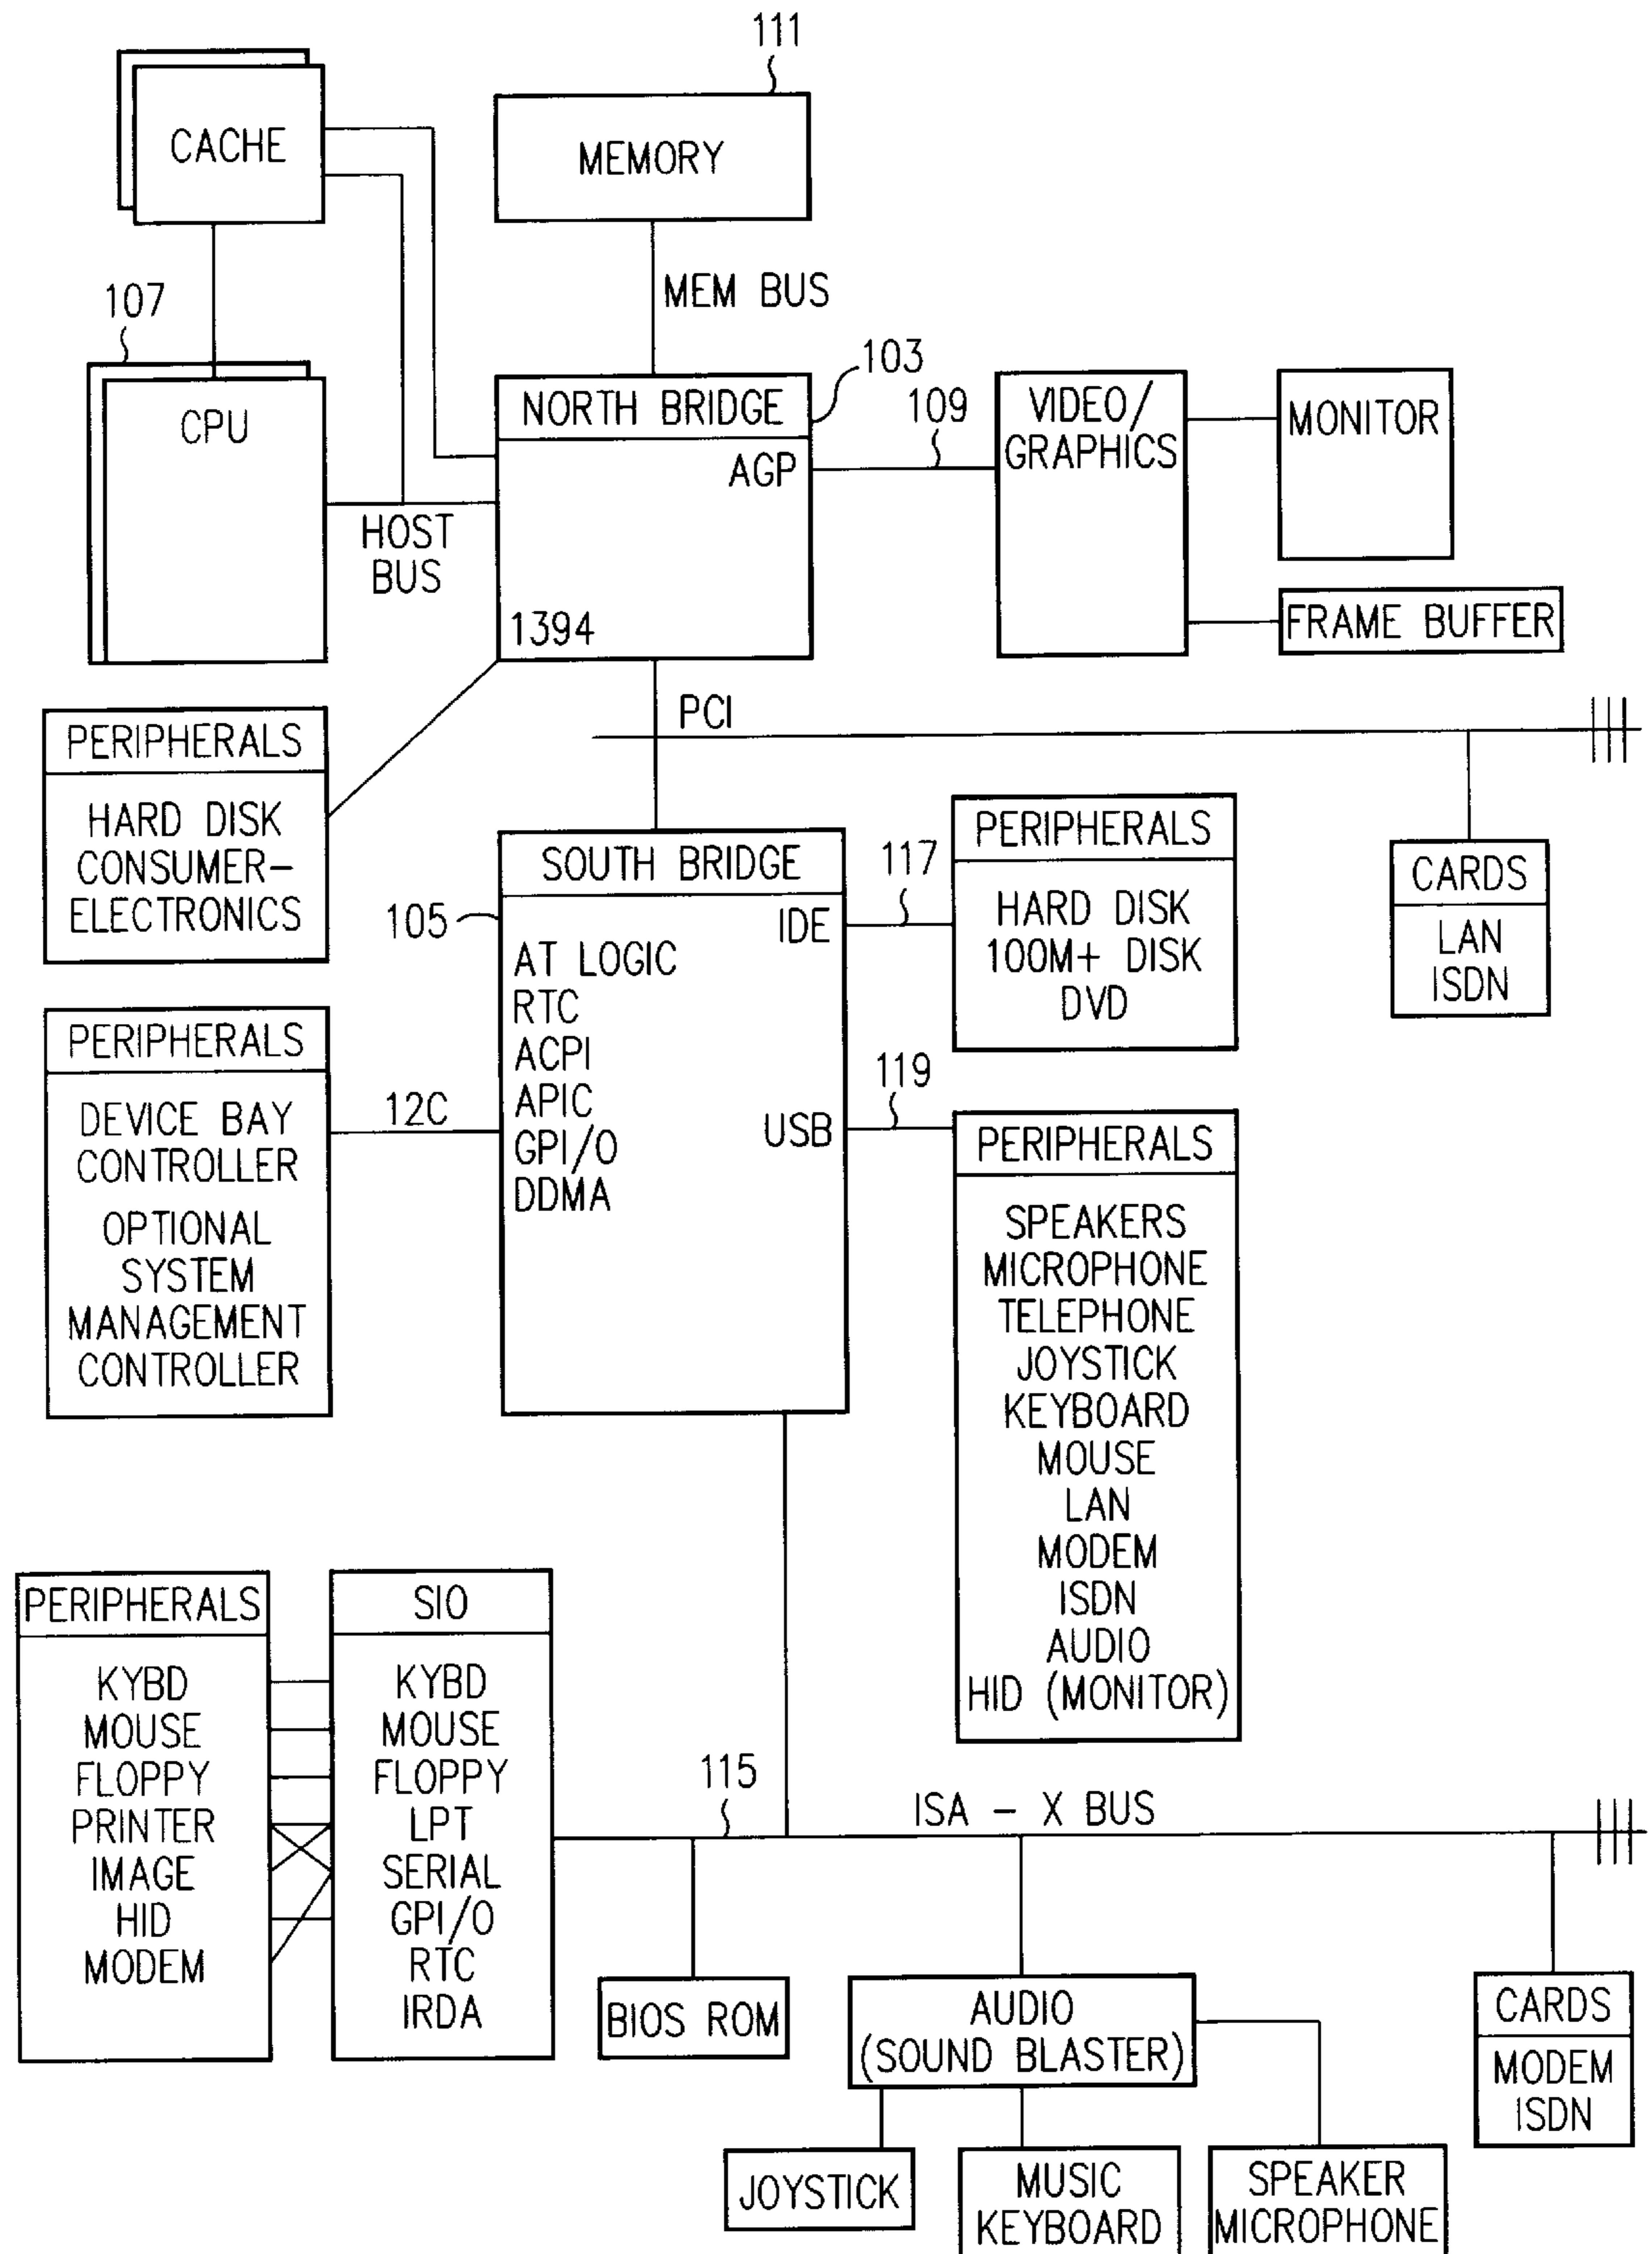 111
CACHE
MEMORY
MEM BUS
107
CPU
NORTH BRIDGE
103
AGP
109
VIDEO/
GRAPHICS
MONITOR
HOST
BUS
1394
FRAME BUFFER
PCI
PERIPHERALS
HARD DISK
CONSUMER-
ELECTRONICS
SOUTH BRIDGE
105
IDE
117
AT LOGIC
RTC
ACPI
APIC
GPI/O
DDMA
USB
119
PERIPHERALS
HARD DISK
100M+ DISK
DVD
CARDS
LAN
ISDN
PERIPHERALS
DEVICE BAY
CONTROLLER
OPTIONAL
SYSTEM
MANAGEMENT
CONTROLLER
12C
PERIPHERALS
SPEAKERS
MICROPHONE
TELEPHONE
JOYSTICK
KEYBOARD
MOUSE
LAN
MODEM
ISDN
AUDIO
HID (MONITOR)
PERIPHERALS
KYBD
MOUSE
FLOPPY
PRINTER
IMAGE
HID
MODEM
SIO
KYBD
MOUSE
FLOPPY
LPT
SERIAL
GPI/O
RTC
IRDA
115
ISA - X BUS
BIOS ROM
AUDIO
(SOUND BLASTER)
CARDS
MODEM
ISDN
JOYSTICK
MUSIC
KEYBOARD
SPEAKER
MICROPHONE